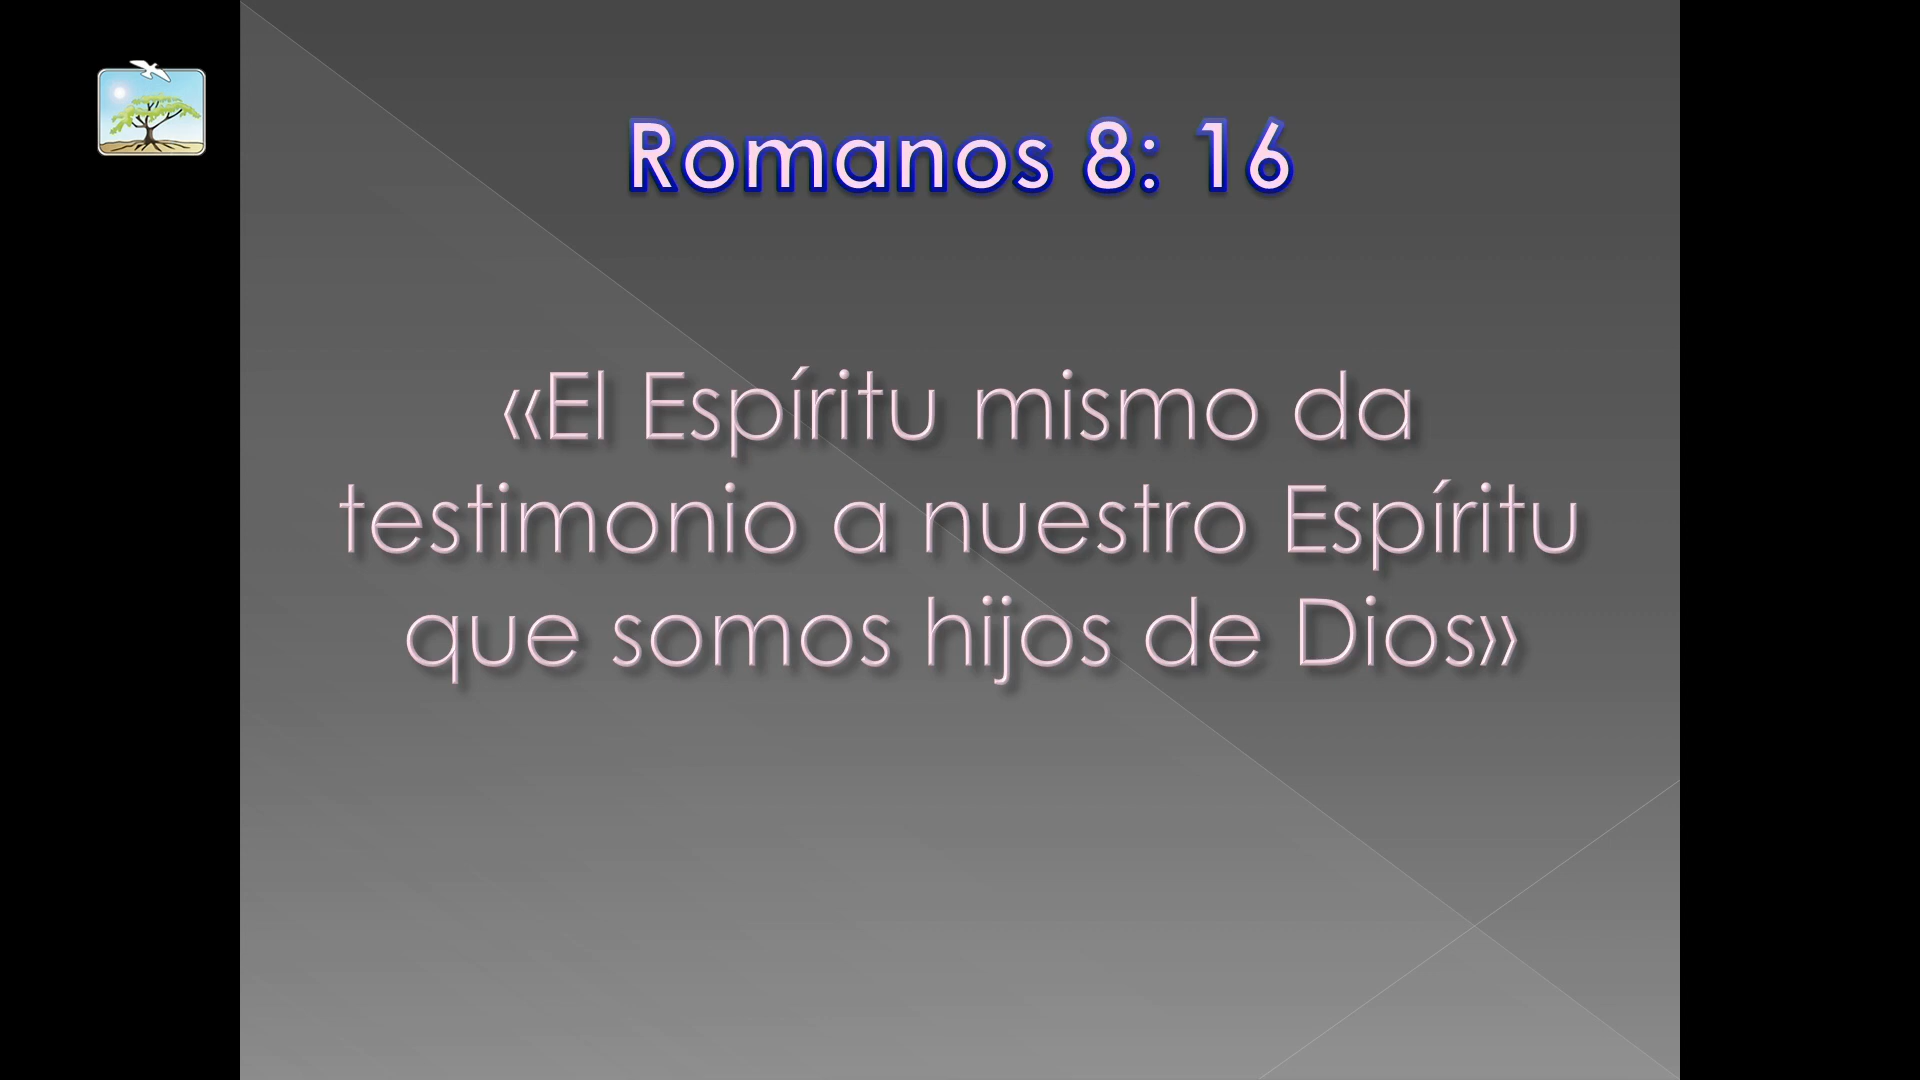 Romanos 8: 16
«El Espíritu mismo da
testimonio a nuestro Espíritu
que somos hijos de Dios»